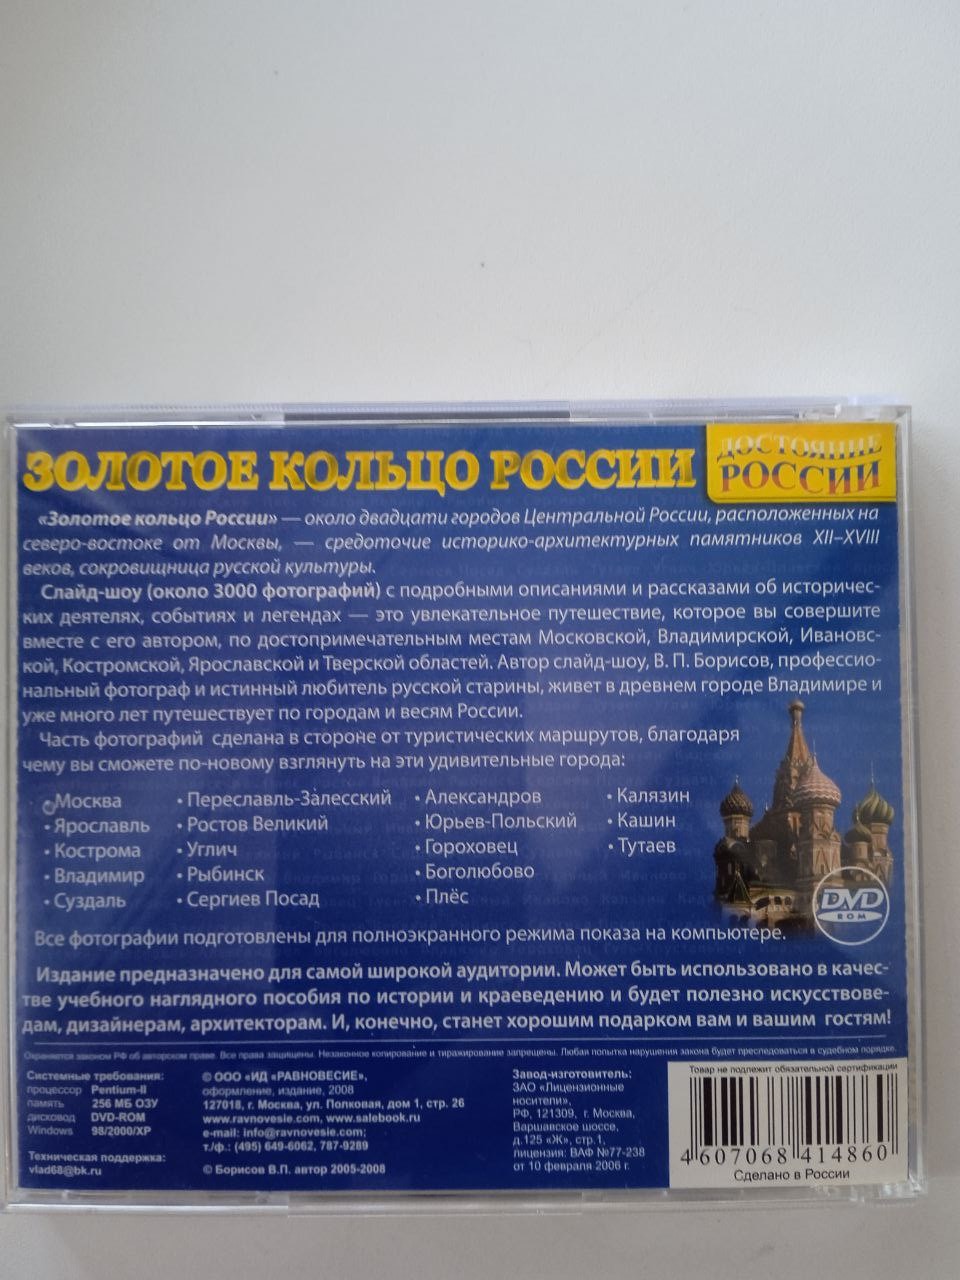 ЗОЛОТОЕ КОЛЬЦО РОССИИ
ДОСТОЯНИЕ
РОССИИ
«Золотое кольцо России» — около двадцати городов Центральной России, расположенных на
северо-востоке от Москвы, — средоточие историко-архитектурных памятников XII–XVIII
веков, сокровищница русской культуры.
Слайд-шоу (около 3000 фотографий) с подробными описаниями и рассказами об историчес-
ких деятелях, событиях и легендах — это увлекательное путешествие, которое вы совершите
вместе с его автором, по достопримечательным местам Московской, Владимирской, Ивановс-
кой, Костромской, Ярославской и Тверской областей. Автор слайд-шоу, В. П. Борисов, профессио-
нальный фотограф и истинный любитель русской старины, живет в древнем городе Владимире и
уже много лет путешествует по городам и весям России.
Часть фотографий сделана в стороне от туристических маршрутов, благодаря
чему вы сможете по-новому взглянуть на эти удивительные города:
• Москва
• Ярославль
• Кострома
• Владимир
• Суздаль
• Переславль-Залесский
• Ростов Великий
• Углич
• Рыбинск
• Сергиев Посад
• Александров
• Юрьев-Польский
• Гороховец
• Боголюбово
• Плёс
• Калязин
• Кашин
• Тутаев
DVD
ROM
Все фотографии подготовлены для полноэкранного режима показа на компьютере.
Издание предназначено для самой широкой аудитории. Может быть использовано в качес-
тве учебного наглядного пособия по истории и краеведению и будет полезно искусствове-
дам, дизайнерам, архитекторам. И, конечно, станет хорошим подарком вам и вашим гостям!
Охраняется законом РФ об авторском праве. Все права защищены. Незаконное копирование и тиражирование запрещены. Любая попытка нарушения закона будет преследоваться в судебном порядке.
Системные требования:
процессор Pentium-II
память 256 МБ ОЗУ
дисковод DVD-ROM
Windows 98/2000/XP
Техническая поддержка:
vlad68@bk.ru
© ООО «ИД «РАВНОВЕСИЕ»,
оформление, издание, 2008
127018, г. Москва, ул. Полковая, дом 1, стр. 26
www.ravnovesie.com, www.salebook.ru
e-mail: info@ravnovesie.com;
т./ф.: (495) 649-6062, 787-9289
© Борисов В.П. автор 2005-2008
Завод-изготовитель:
ЗАО «Лицензионные
носители»,
РФ, 121309, г. Москва,
Варшавское шоссе,
д.125 «Ж», стр.1,
лицензия: ВАФ №77-238
от 10 февраля 2006 г.
Товар не подлежит обязательной сертификации
4 607068 414860
Сделано в России